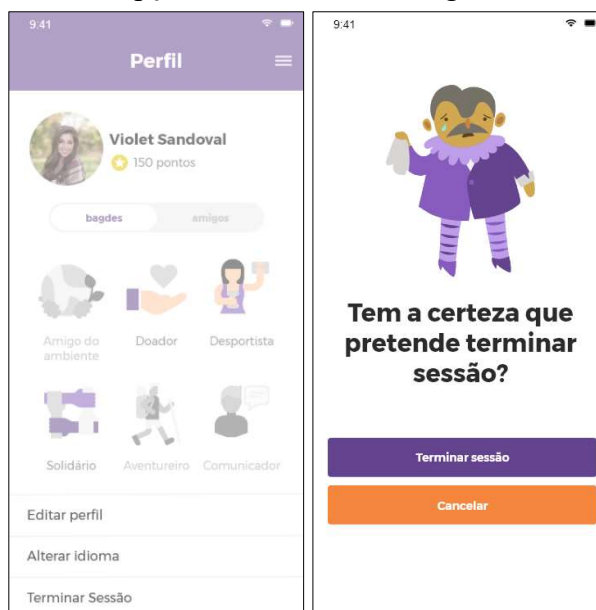 9:41
Perfil
Violet Sandoval
150 pontos
bagdes
amigos
Amigo do
ambiente
Doador
Desportista
Solidário
Aventureiro
Comunicador
Editar perfil
Alterar idioma
Terminar Sessão
9:41
Tem a certeza que
pretende terminar
sessão?
Terminar sessão
Cancelar